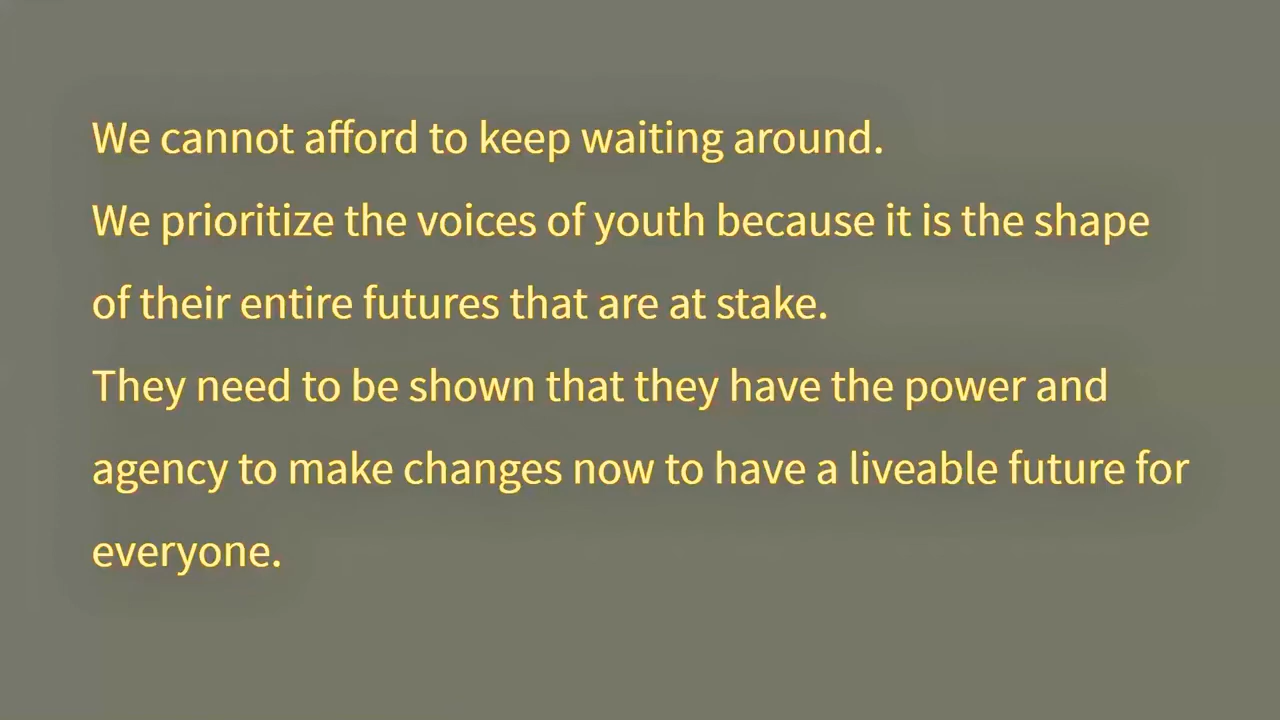 We cannot afford to keep waiting around.
We prioritize the voices of youth because it is the shape
of their entire futures that are at stake.
They need to be shown that they have the power and
agency to make changes now to have a liveable future for
everyone.